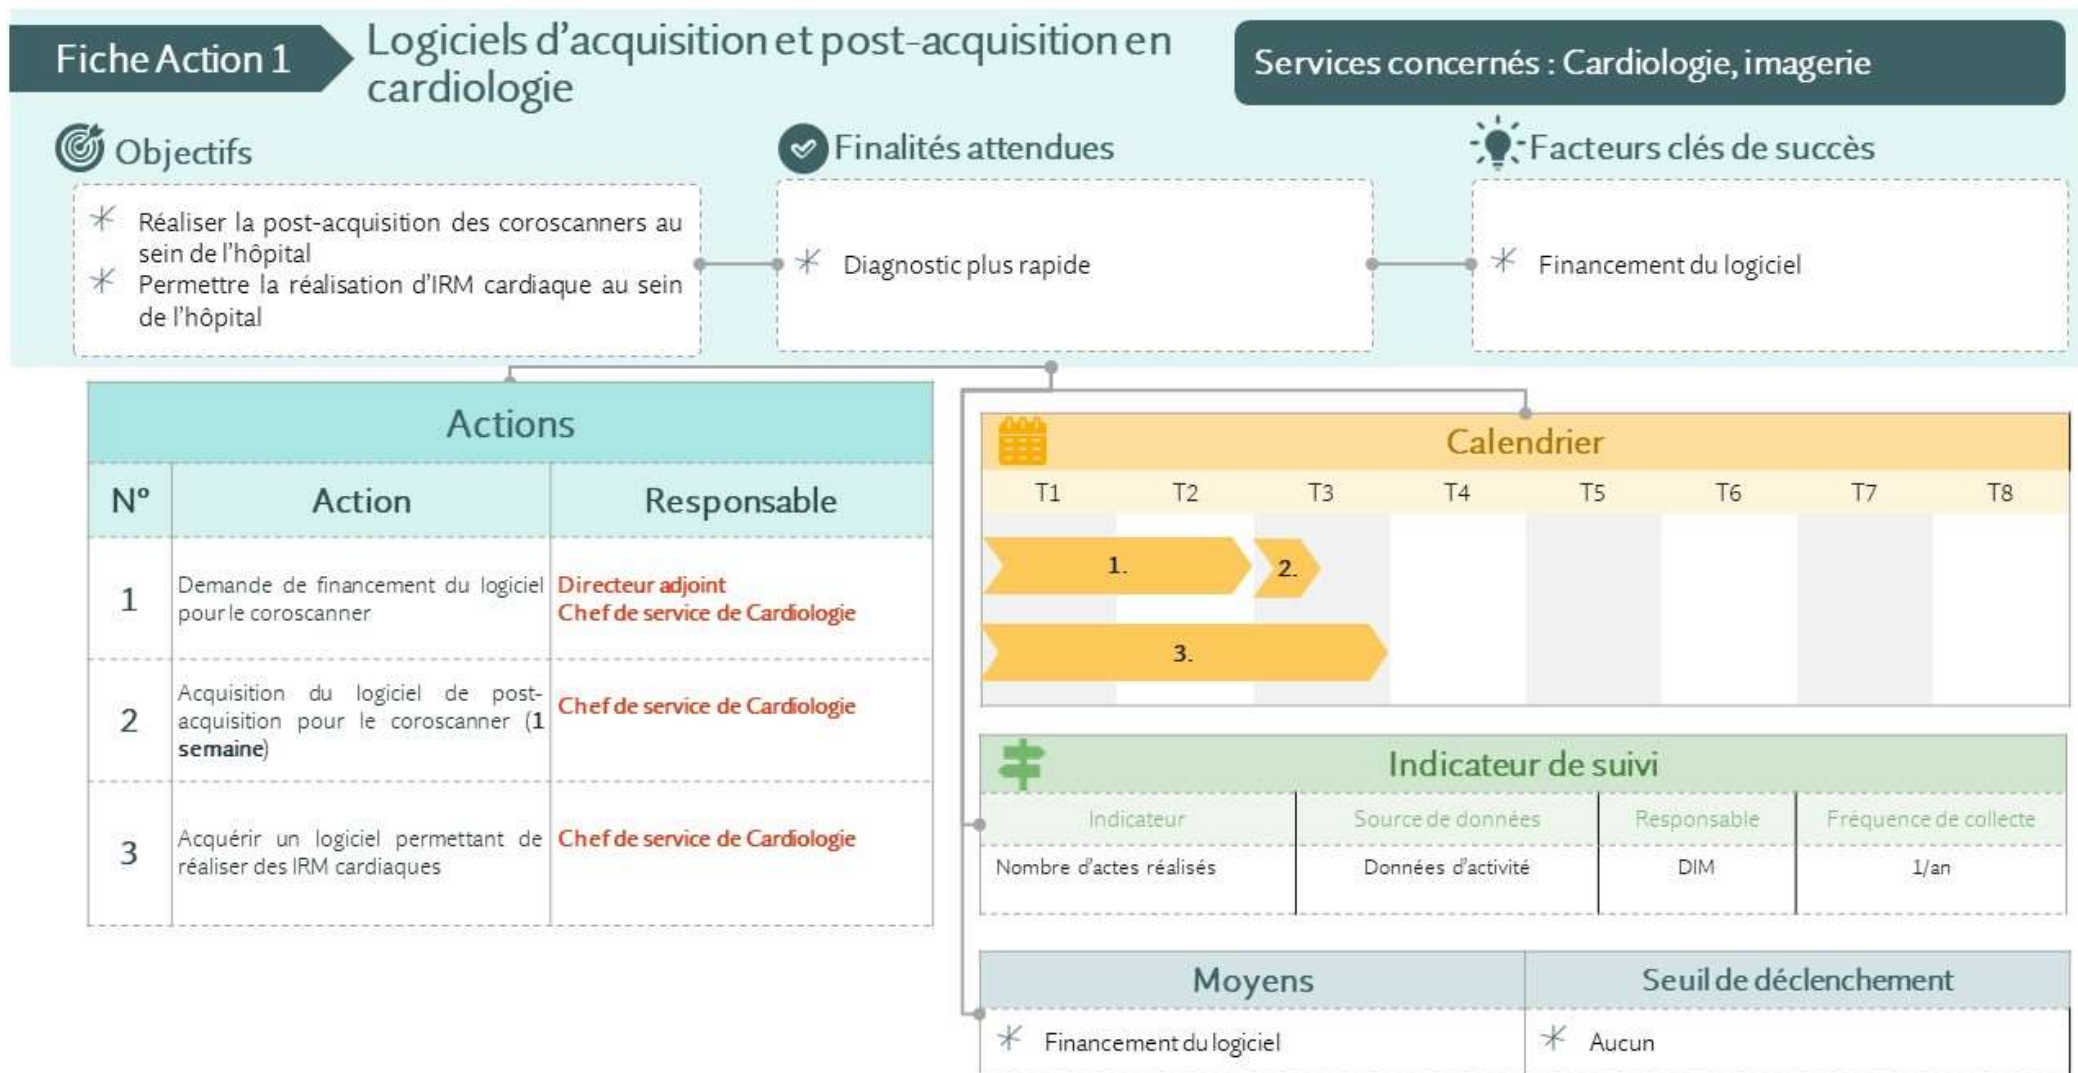 Fiche Action 1
Logiciels d'acquisition et post-acquisition en
cardiologie
Services concernés : Cardiologie, imagerie
Objectifs
Réaliser la post-acquisition des coroscanners au
sein de l'hôpital
Permettre la réalisation d'IRM cardiaque au sein
de l'hôpital
Finalités attendues
Diagnostic plus rapide
Facteurs clés de succès
Financement du logiciel
Actions
N° Action Responsable
1
Demande de financement du logiciel
pour le coroscanner
Directeur adjoint
Chef de service de Cardiologie
2
Acquisition du logiciel de post-
acquisition pour le coroscanner (1
semaine)
Chef de service de Cardiologie
3
Acquérir un logiciel permettant de
réaliser des IRM cardiaques
Chef de service de Cardiologie
Calendrier
T1 T2 T3 T4 T5 T6 T7 T8
1. 2.
3.
Indicateur de suivi
Indicateur Source de données Responsable Fréquence de collecte
Nombre d'actes réalisés Données d'activité DIM 1/an
Moyens Seuil de déclenchement
Financement du logiciel Aucun